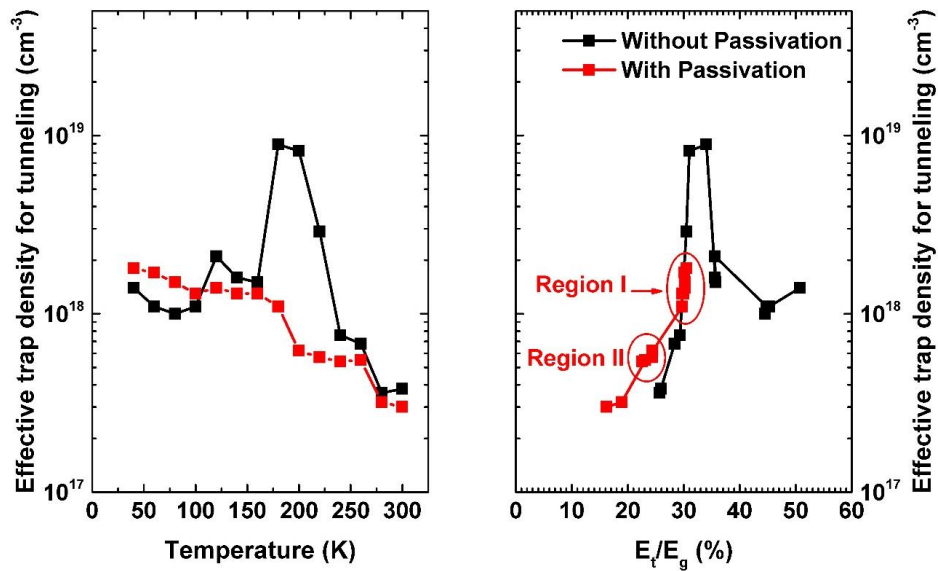 Effective trap density for tunneling (cm⁻³)
10¹⁹
10¹⁸
10¹⁷
0 50 100 150 200 250 300
Temperature (K)
Without Passivation
With Passivation
Region I
Region II
0 10 20 30 40 50 60
Eₜ/E_g (%)
10¹⁹
10¹⁸
10¹⁷
Effective trap density for tunneling (cm⁻³)